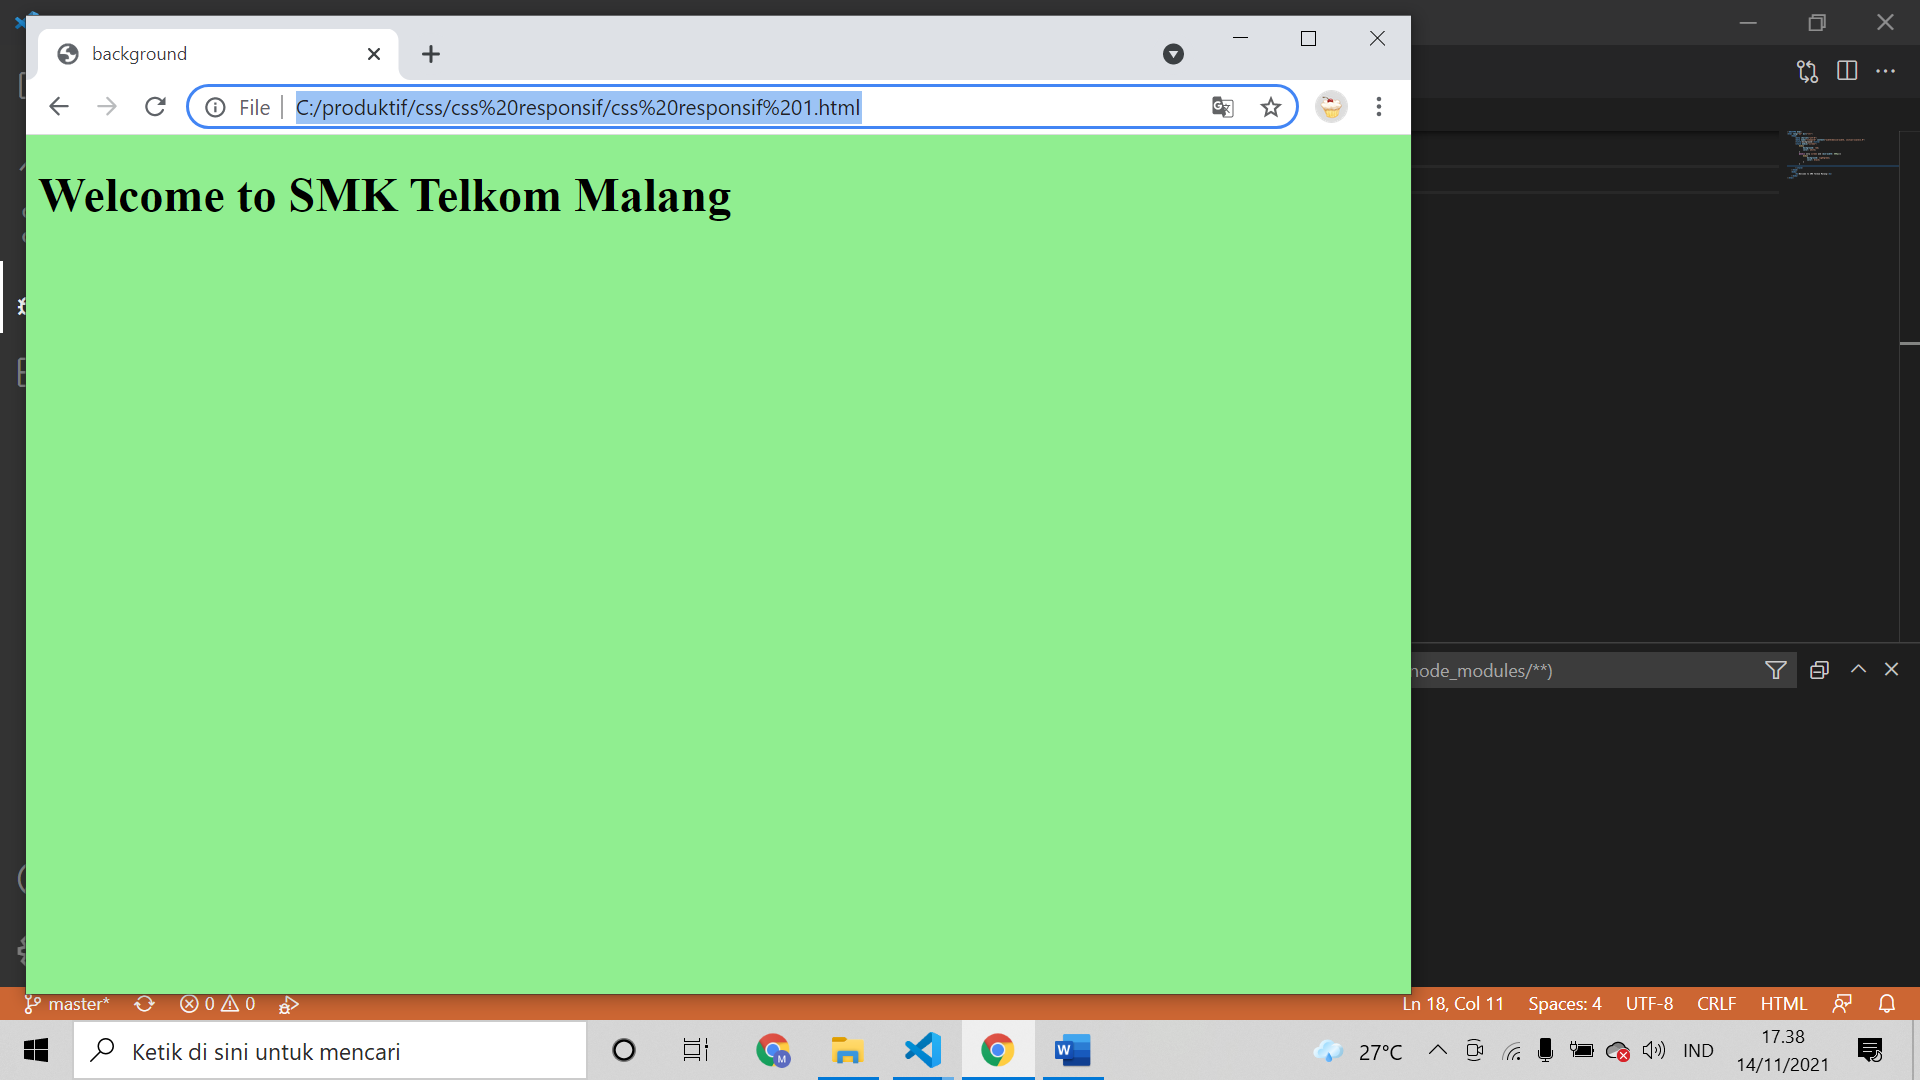 background
File
C:/produktif/css/css%20responsif/css%20responsif%201.html
Welcome to SMK Telkom Malang
node_modules/**)
master*
0
0
Ln 18, Col 11
Spaces: 4
UTF-8
CRLF
HTML
Ketik di sini untuk mencari
M
W
27°C
IND
17.38
14/11/2021